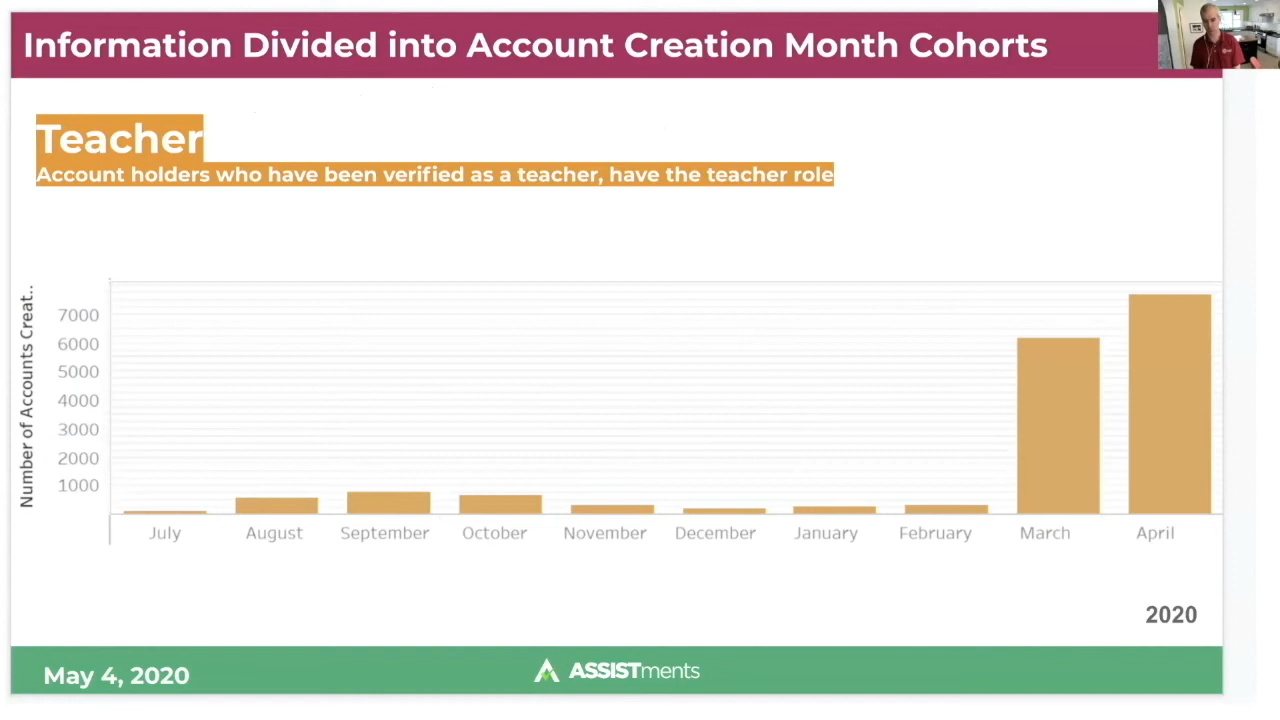 Information Divided into Account Creation Month Cohorts
Teacher
Account holders who have been verified as a teacher, have the teacher role
Number of Accounts Creat..
7000
6000
5000
4000
3000
2000
1000
July August September October November December January February March April
2020
May 4, 2020
ASSISTments